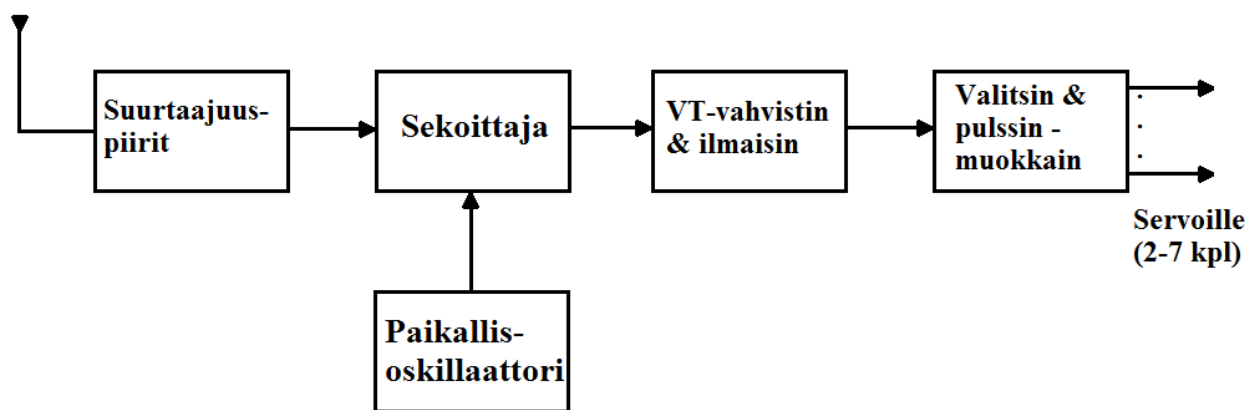 Suurtaajuus-
piirit
Sekoittaja
VT-vahvistin
& ilmaisin
Valitsin &
pulssin -
muokkain
Servoille
(2-7 kpl)
Paikallis-
oskillaattori